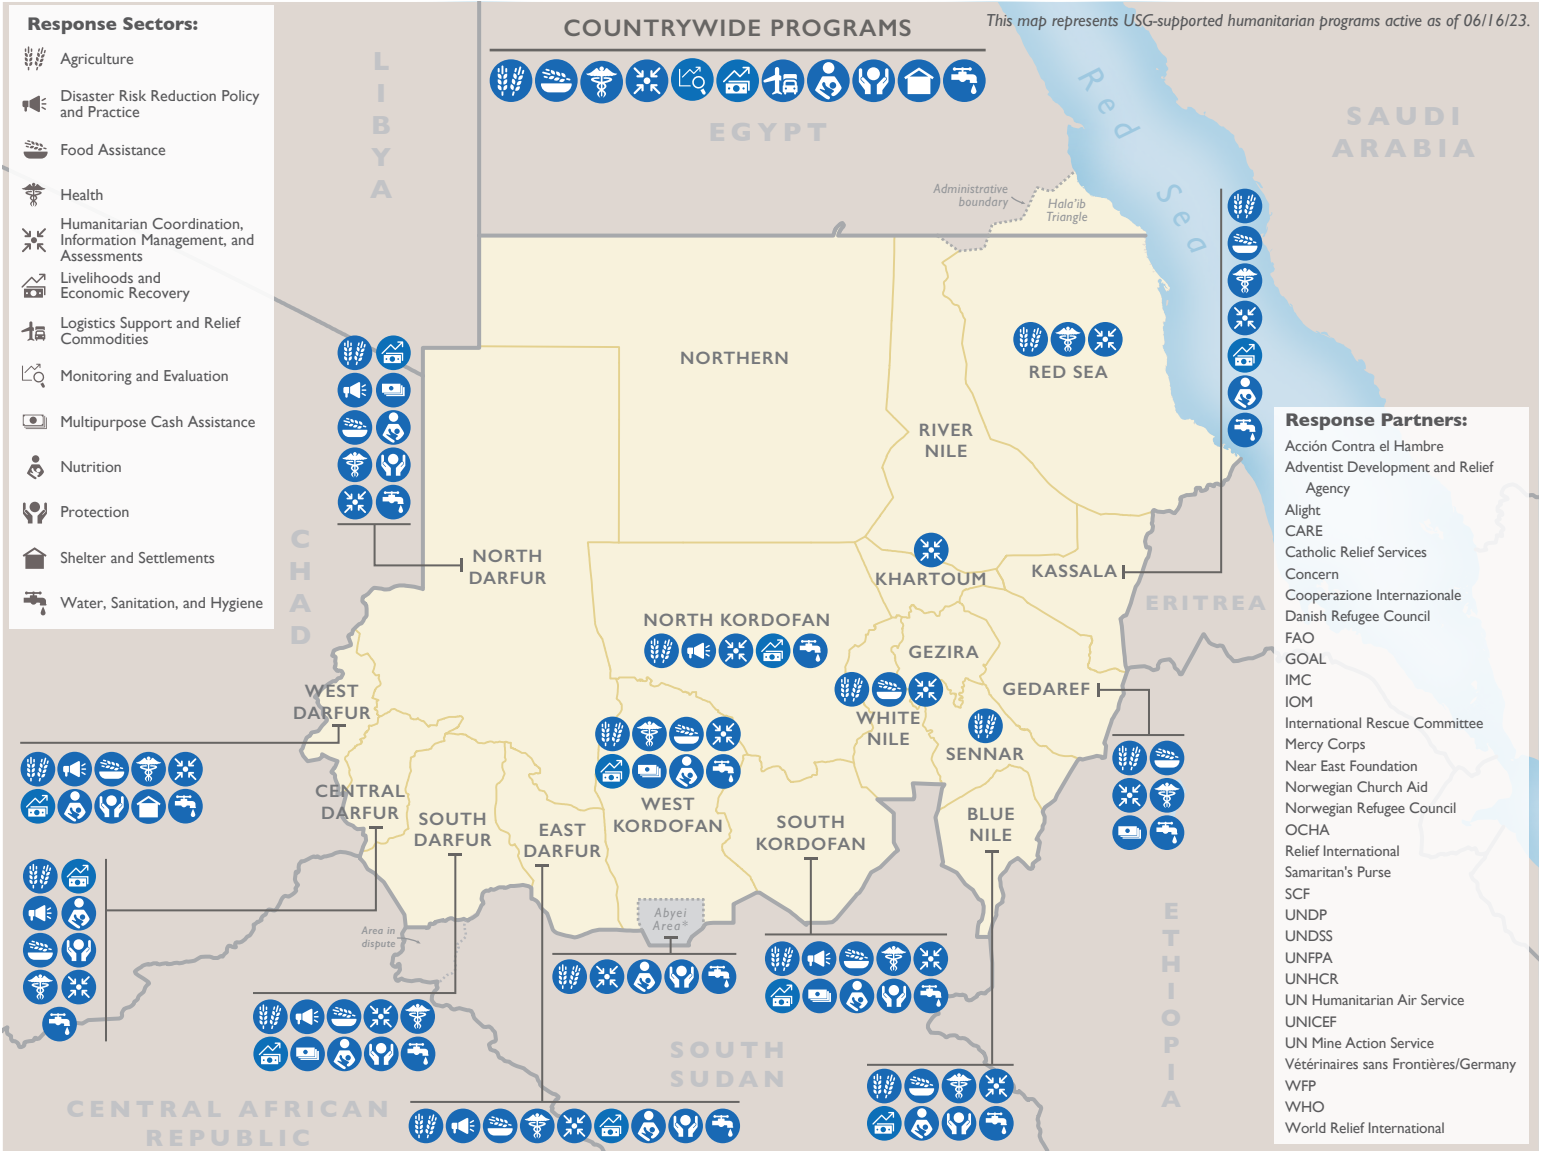 Response Sectors:
Agriculture
Disaster Risk Reduction Policy
and Practice
Food Assistance
Health
Humanitarian Coordination,
Information Management, and
Assessments
Livelihoods and
Economic Recovery
Logistics Support and Relief
Commodities
Monitoring and Evaluation
Multipurpose Cash Assistance
Nutrition
Protection
Shelter and Settlements
Water, Sanitation, and Hygiene
COUNTRYWIDE PROGRAMS
This map represents USG-supported humanitarian programs active as of 06/16/23.
LIBYA
EGYPT
Red Sea
SAUDI
ARABIA
Administrative
boundary
Hala'ib
Triangle
NORTHERN
RED SEA
RIVER
NILE
CHAD
NORTH
DARFUR
KHARTOUM
KASSALA
ERITREA
NORTH KORDOFAN
GEZIRA
GEDAREF
WEST
DARFUR
WHITE
NILE
SENNAR
CENTRAL
DARFUR
SOUTH
DARFUR
EAST
DARFUR
WEST
KORDOFAN
SOUTH
KORDOFAN
BLUE
NILE
Abyei
Area*
Area in
dispute
ETHIOPIA
SOUTH
SUDAN
CENTRAL AFRICAN
REPUBLIC
Response Partners:
Acción Contra el Hambre
Adventist Development and Relief
Agency
Alight
CARE
Catholic Relief Services
Concern
Cooperazione Internazionale
Danish Refugee Council
FAO
GOAL
IMC
IOM
International Rescue Committee
Mercy Corps
Near East Foundation
Norwegian Church Aid
Norwegian Refugee Council
OCHA
Relief International
Samaritan's Purse
SCF
UNDP
UNDSS
UNFPA
UNHCR
UN Humanitarian Air Service
UNICEF
UN Mine Action Service
Vétérinaires sans Frontières/Germany
WFP
WHO
World Relief International